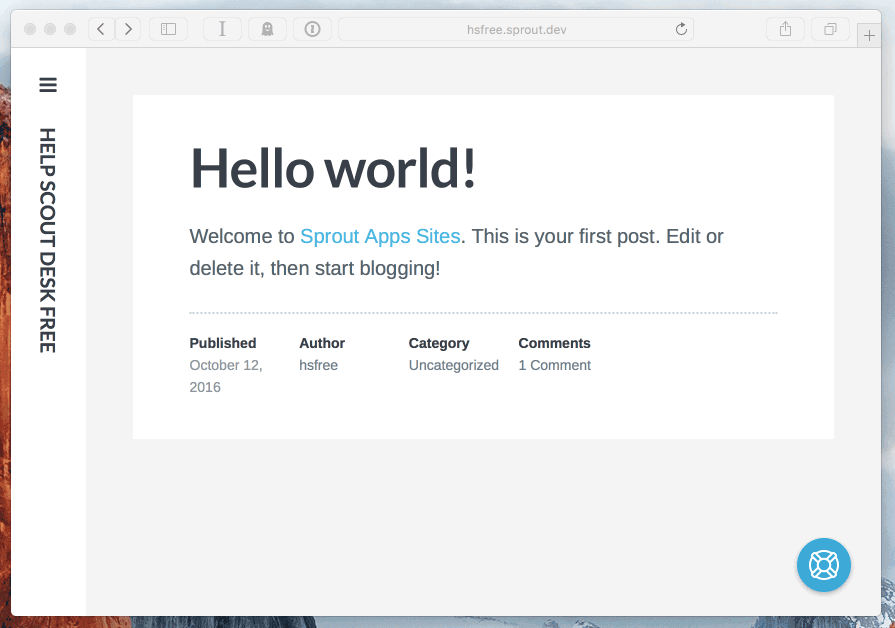 hsfree.sprout.dev
HELP SCOUT DESK FREE
Hello world!
Welcome to Sprout Apps Sites. This is your first post. Edit or
delete it, then start blogging!
Published Author Category Comments
October 12, hsfree Uncategorized 1 Comment
2016